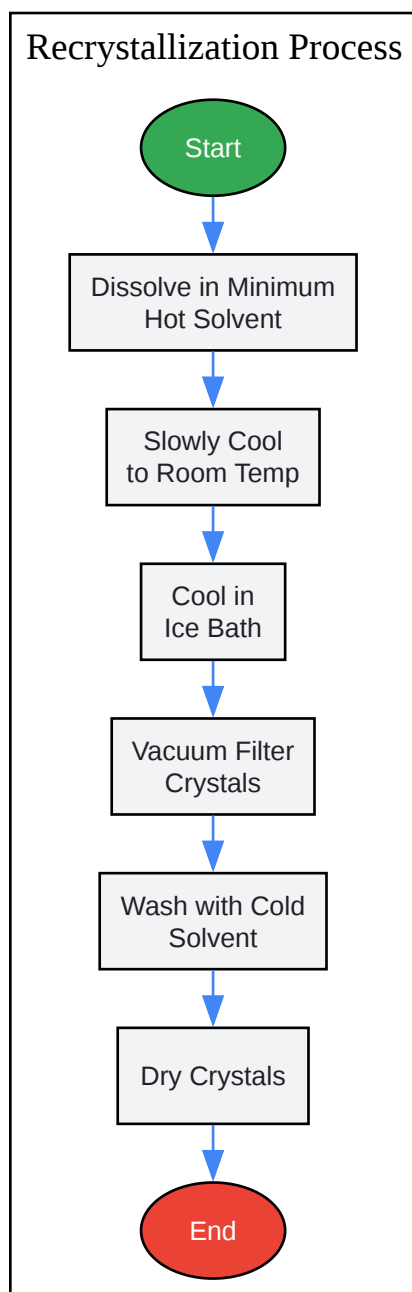 Recrystallization Process
Start
Dissolve in Minimum
Hot Solvent
Slowly Cool
to Room Temp
Cool in
Ice Bath
Vacuum Filter
Crystals
Wash with Cold
Solvent
Dry Crystals
End